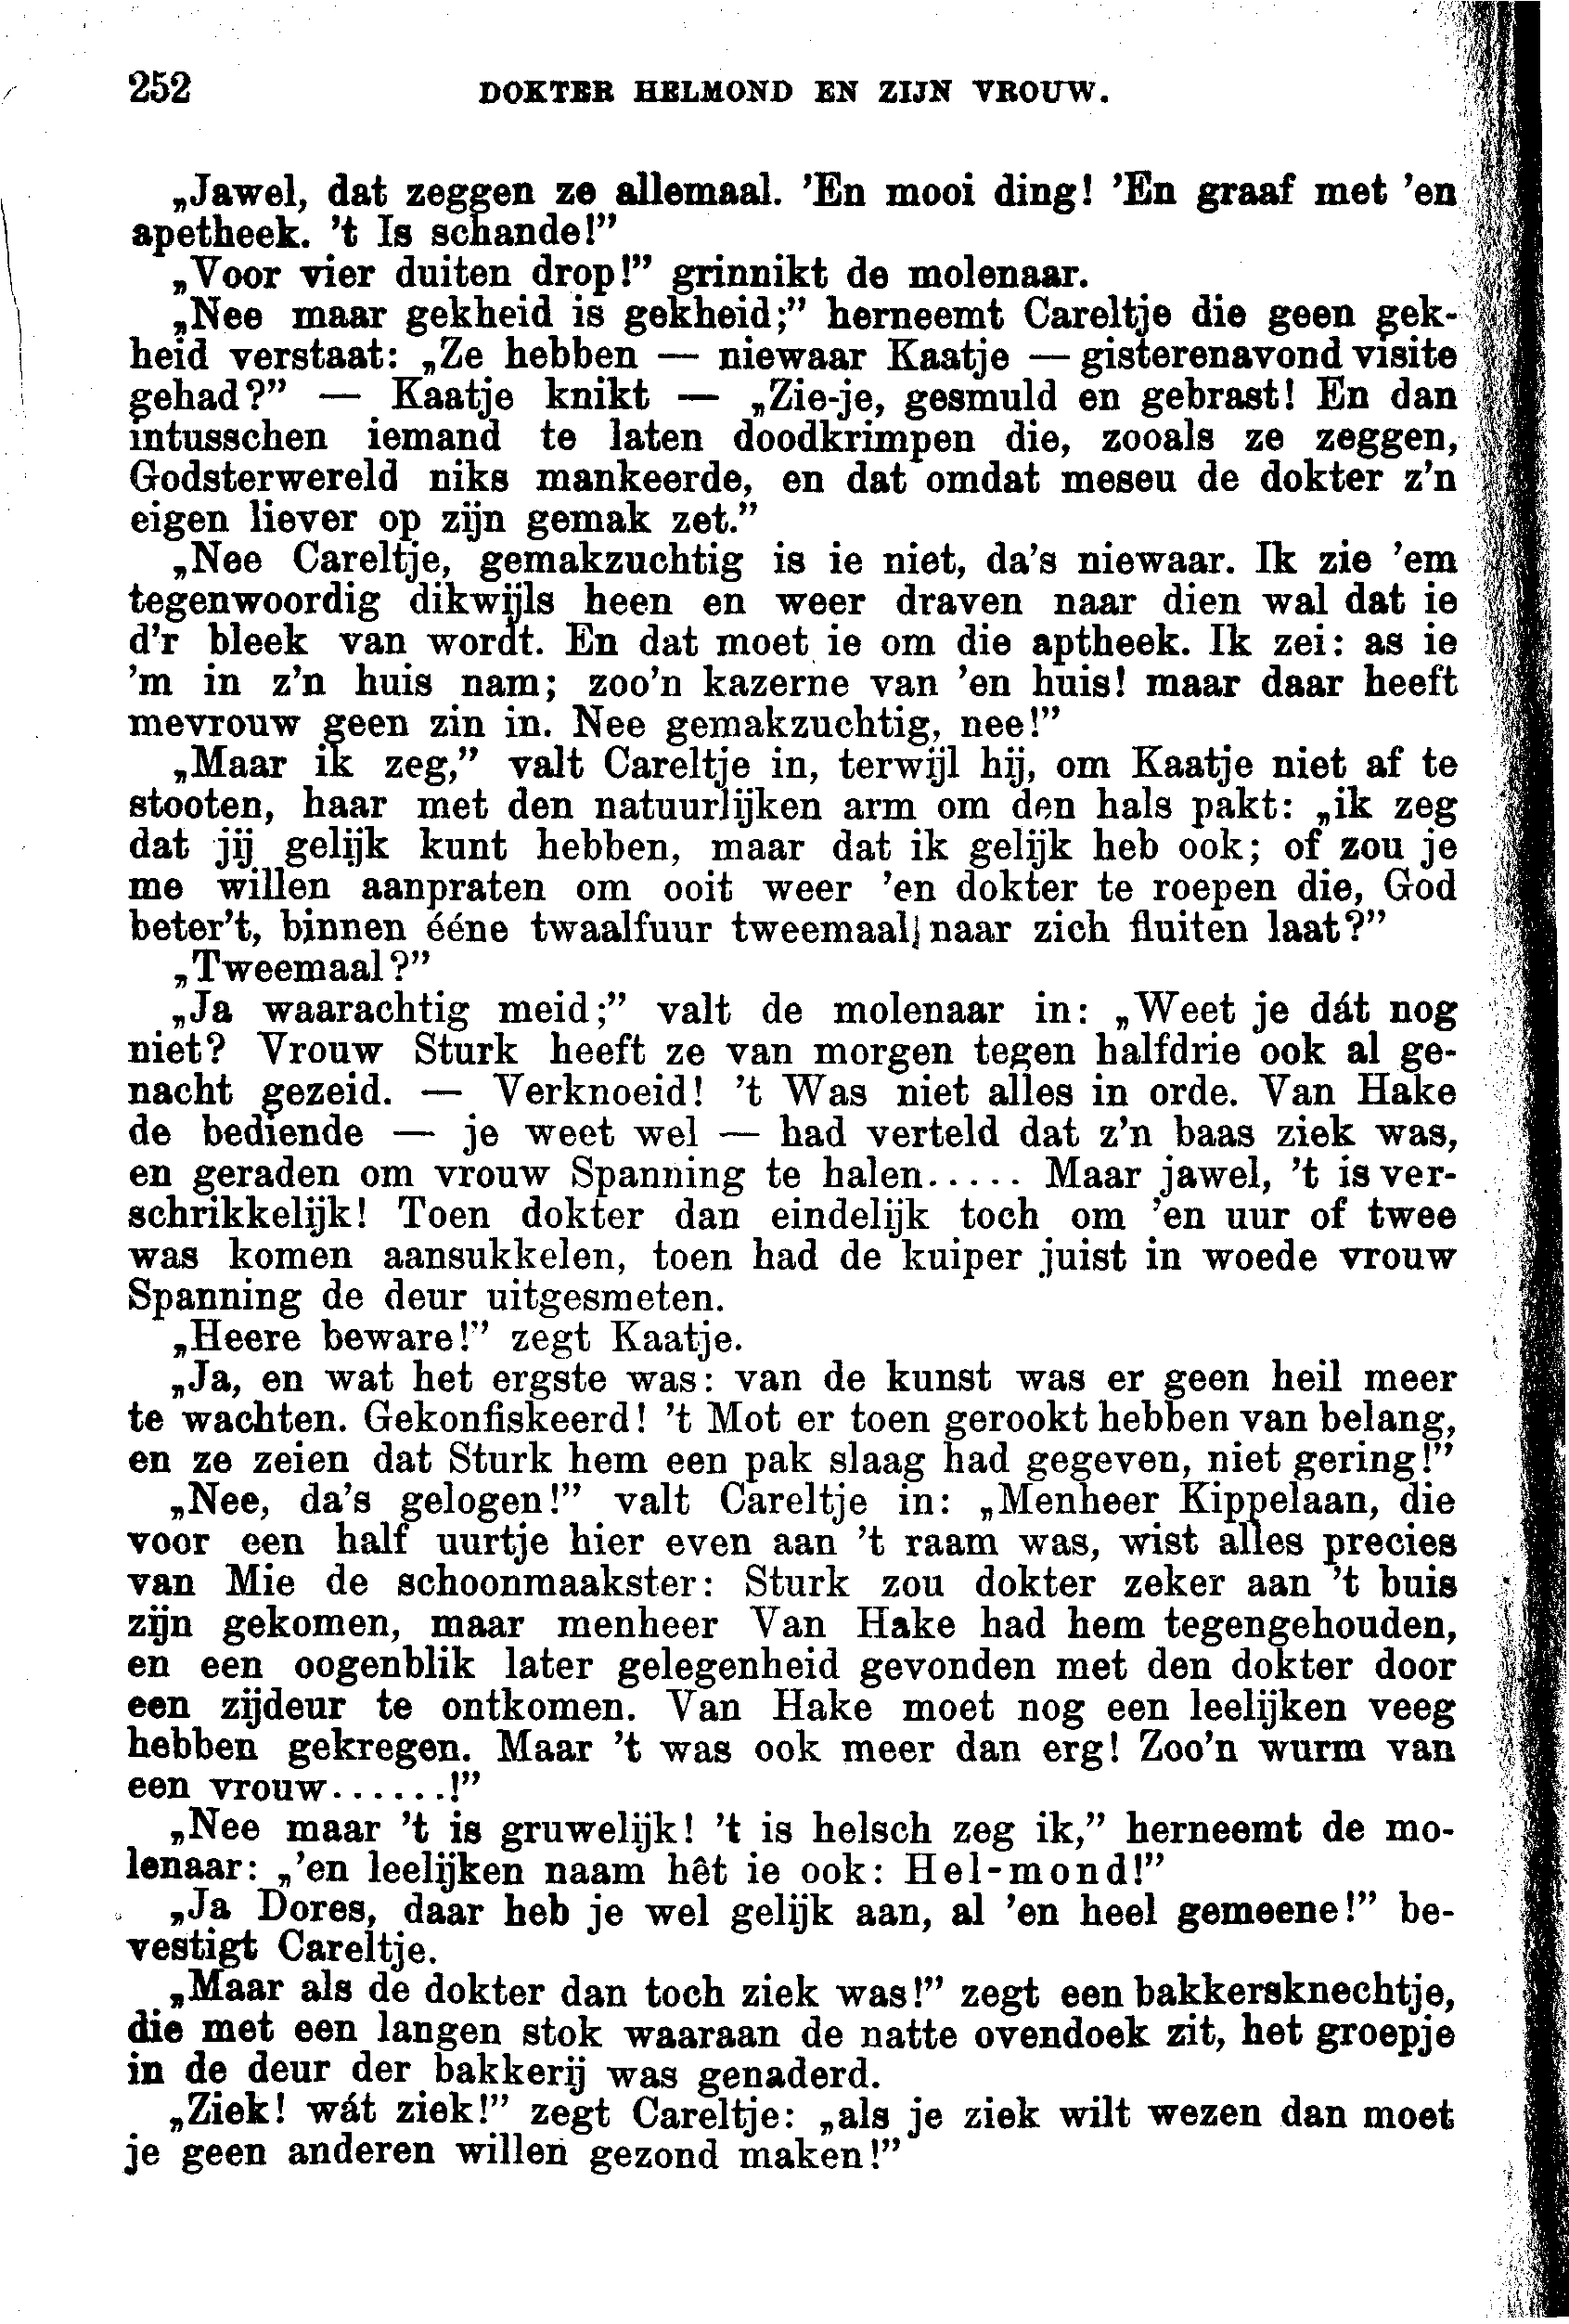 252 DOKTER HELMOND EN ZIJN VROUW.
„Jawel, dat zeggen ze allemaal. ’En mooi ding! ’En graaf met ’en
apetheek. ’t Is schande!”
„Voor vier duiten drop!” grinnikt de molenaar.
„Nee maar gekheid is gekheid;” herneemt Careltje die geen gek-
heid verstaat: „Ze hebben — niewaar Kaatje — gisterenavond visite
gehad?” — Kaatje knikt — „Zie-je, gesmuld en gebrast! En dan
intusschen iemand te laten doodkrimpen die, zooals ze zeggen,
Godsterwereld niks mankeerde, en dat omdat meseu de dokter z’n
eigen liever op zijn gemak zet.”
„Nee Careltje, gemakzuchtig is ie niet, da’s niewaar. Ik zie ’em
tegenwoordig dikwijls heen en weer draven naar dien wal dat ie
d’r bleek van wordt. En dat moet ie om die aptheek. Ik zei: as ie
’m in z’n huis nam; zoo’n kazerne van ’en huis! maar daar heeft
mevrouw geen zin in. Nee gemakzuchtig, nee!”
„Maar ik zeg,” valt Careltje in, terwijl hij, om Kaatje niet af te
stooten, haar met den natuurlijken arm om den hals pakt: „ik zeg
dat jij gelijk kunt hebben, maar dat ik gelijk heb ook; of zou je
me willen aanpraten om ooit weer ’en dokter te roepen die, God
beter’t, binnen ééne twaalfuur tweemaal naar zich fluiten laat?”
„Tweemaal?”
„Ja waarachtig meid;” valt de molenaar in: „Weet je dát nog
niet? Vrouw Sturk heeft ze van morgen tegen halfdrie ook al ge-
nacht gezeid. — Verknoeid! ’t Was niet alles in orde. Van Hake
de bediende — je weet wel — had verteld dat z’n baas ziek was,
en geraden om vrouw Spanning te halen..... Maar jawel, ’t is ver-
schrikkelijk! Toen dokter dan eindelijk toch om ’en uur of twee
was komen aansukkelen, toen had de kuiper juist in woede vrouw
Spanning de deur uitgesmeten.
„Heere beware!” zegt Kaatje.
„Ja, en wat het ergste was: van de kunst was er geen heil meer
te wachten. Gekonfiskeerd! ’t Mot er toen gerookt hebben van belang,
en ze zeien dat Sturk hem een pak slaag had gegeven, niet gering!”
„Nee, da’s gelogen!” valt Careltje in: „Menheer Kippelaan, die
voor een half uurtje hier even aan ’t raam was, wist alles precies
van Mie de schoonmaakster: Sturk zou dokter zeker aan ’t buis
zijn gekomen, maar menheer Van Hake had hem tegengehouden,
en een oogenblik later gelegenheid gevonden met den dokter door
een zijdeur te ontkomen. Van Hake moet nog een leelijken veeg
hebben gekregen. Maar ’t was ook meer dan erg! Zoo’n wurm van
een vrouw......!”
„Nee maar ’t is gruwelijk! ’t is helsch zeg ik,” herneemt de mo-
lenaar: „’en leelijken naam hêt ie ook: Hel-mond!”
„Ja Dores, daar heb je wel gelijk aan, al ’en heel gemeene!” be-
vestigt Careltje.
„Maar als de dokter dan toch ziek was!” zegt een bakkersknechtje,
die met een langen stok waaraan de natte ovendoek zit, het groepje
in de deur der bakkerij was genaderd.
„Ziek! wát ziek!” zegt Careltje: „als je ziek wilt wezen dan moet
je geen anderen willen gezond maken!”